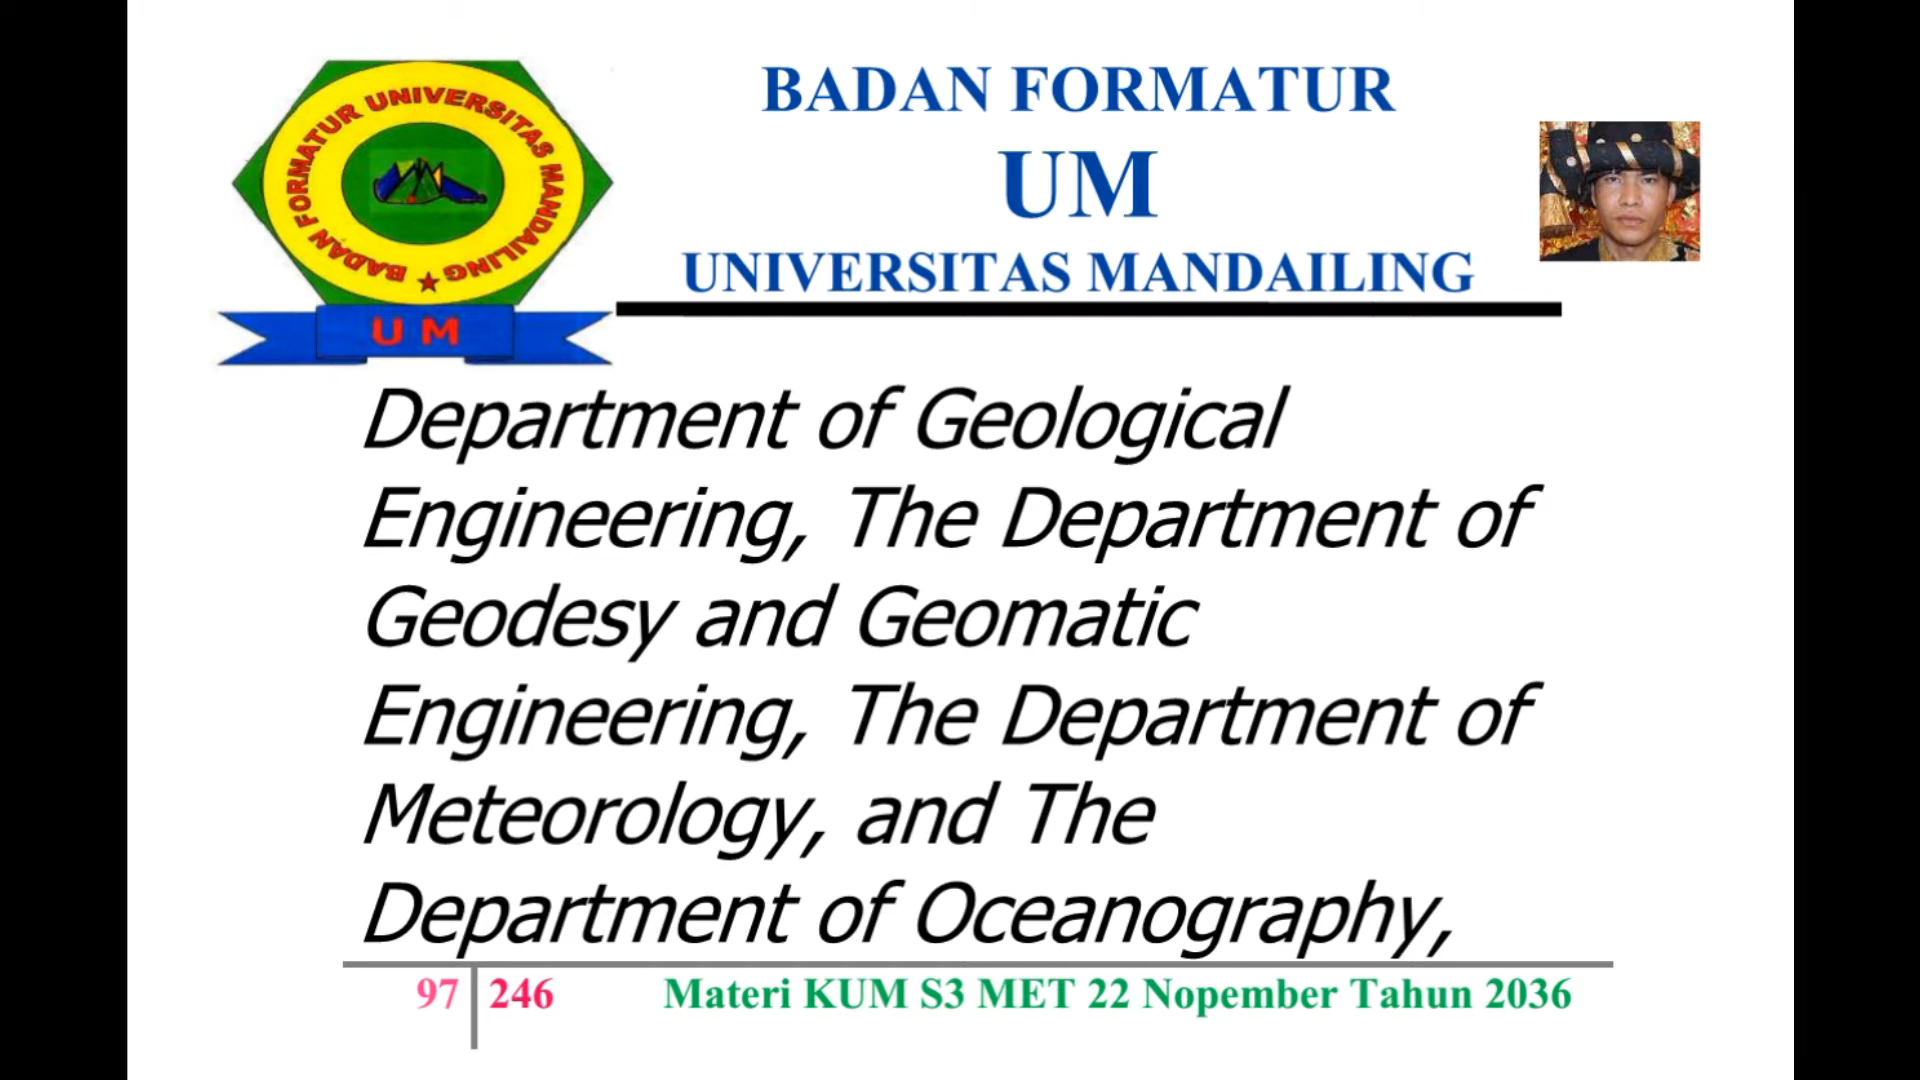 BADAN FORMATUR UNIVERSITAS MANDAILING
U M
BADAN FORMATUR
UM
UNIVERSITAS MANDAILING
Department of Geological
Engineering, The Department of
Geodesy and Geomatic
Engineering, The Department of
Meteorology, and The
Department of Oceanography,
97 246 Materi KUM S3 MET 22 Nopember Tahun 2036